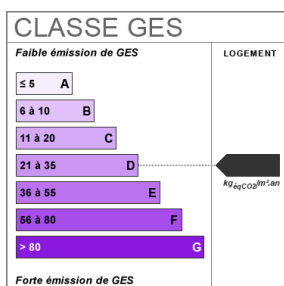 CLASSE GES
Faible émission de GES
LOGEMENT
≤ 5 A
6 à 10 B
11 à 20 C
21 à 35 D
36 à 55 E
56 à 80 F
> 80 G
kgéqCO2/m².an
Forte émission de GES